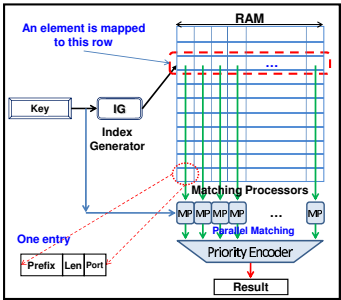 RAM
An element is mapped
to this row
...
Key
IG
Index
Generator
Matching Processors
MP MP MP MP ... MP
Parallel Matching
One entry
Priority Encoder
Prefix Len Port
Result